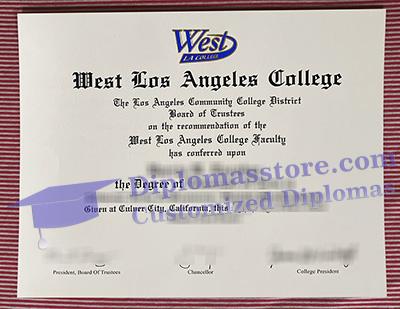 West
LA COLLEGE
West Los Angeles College
The Los Angeles Community College District
Board of Trustees
on the recommendation of the
West Los Angeles College Faculty
has conferred upon
the Degree of
Diplomasstore.com
Customized Diplomas
Given at Culver City, California, this
President, Board Of Trustees Chancellor College President